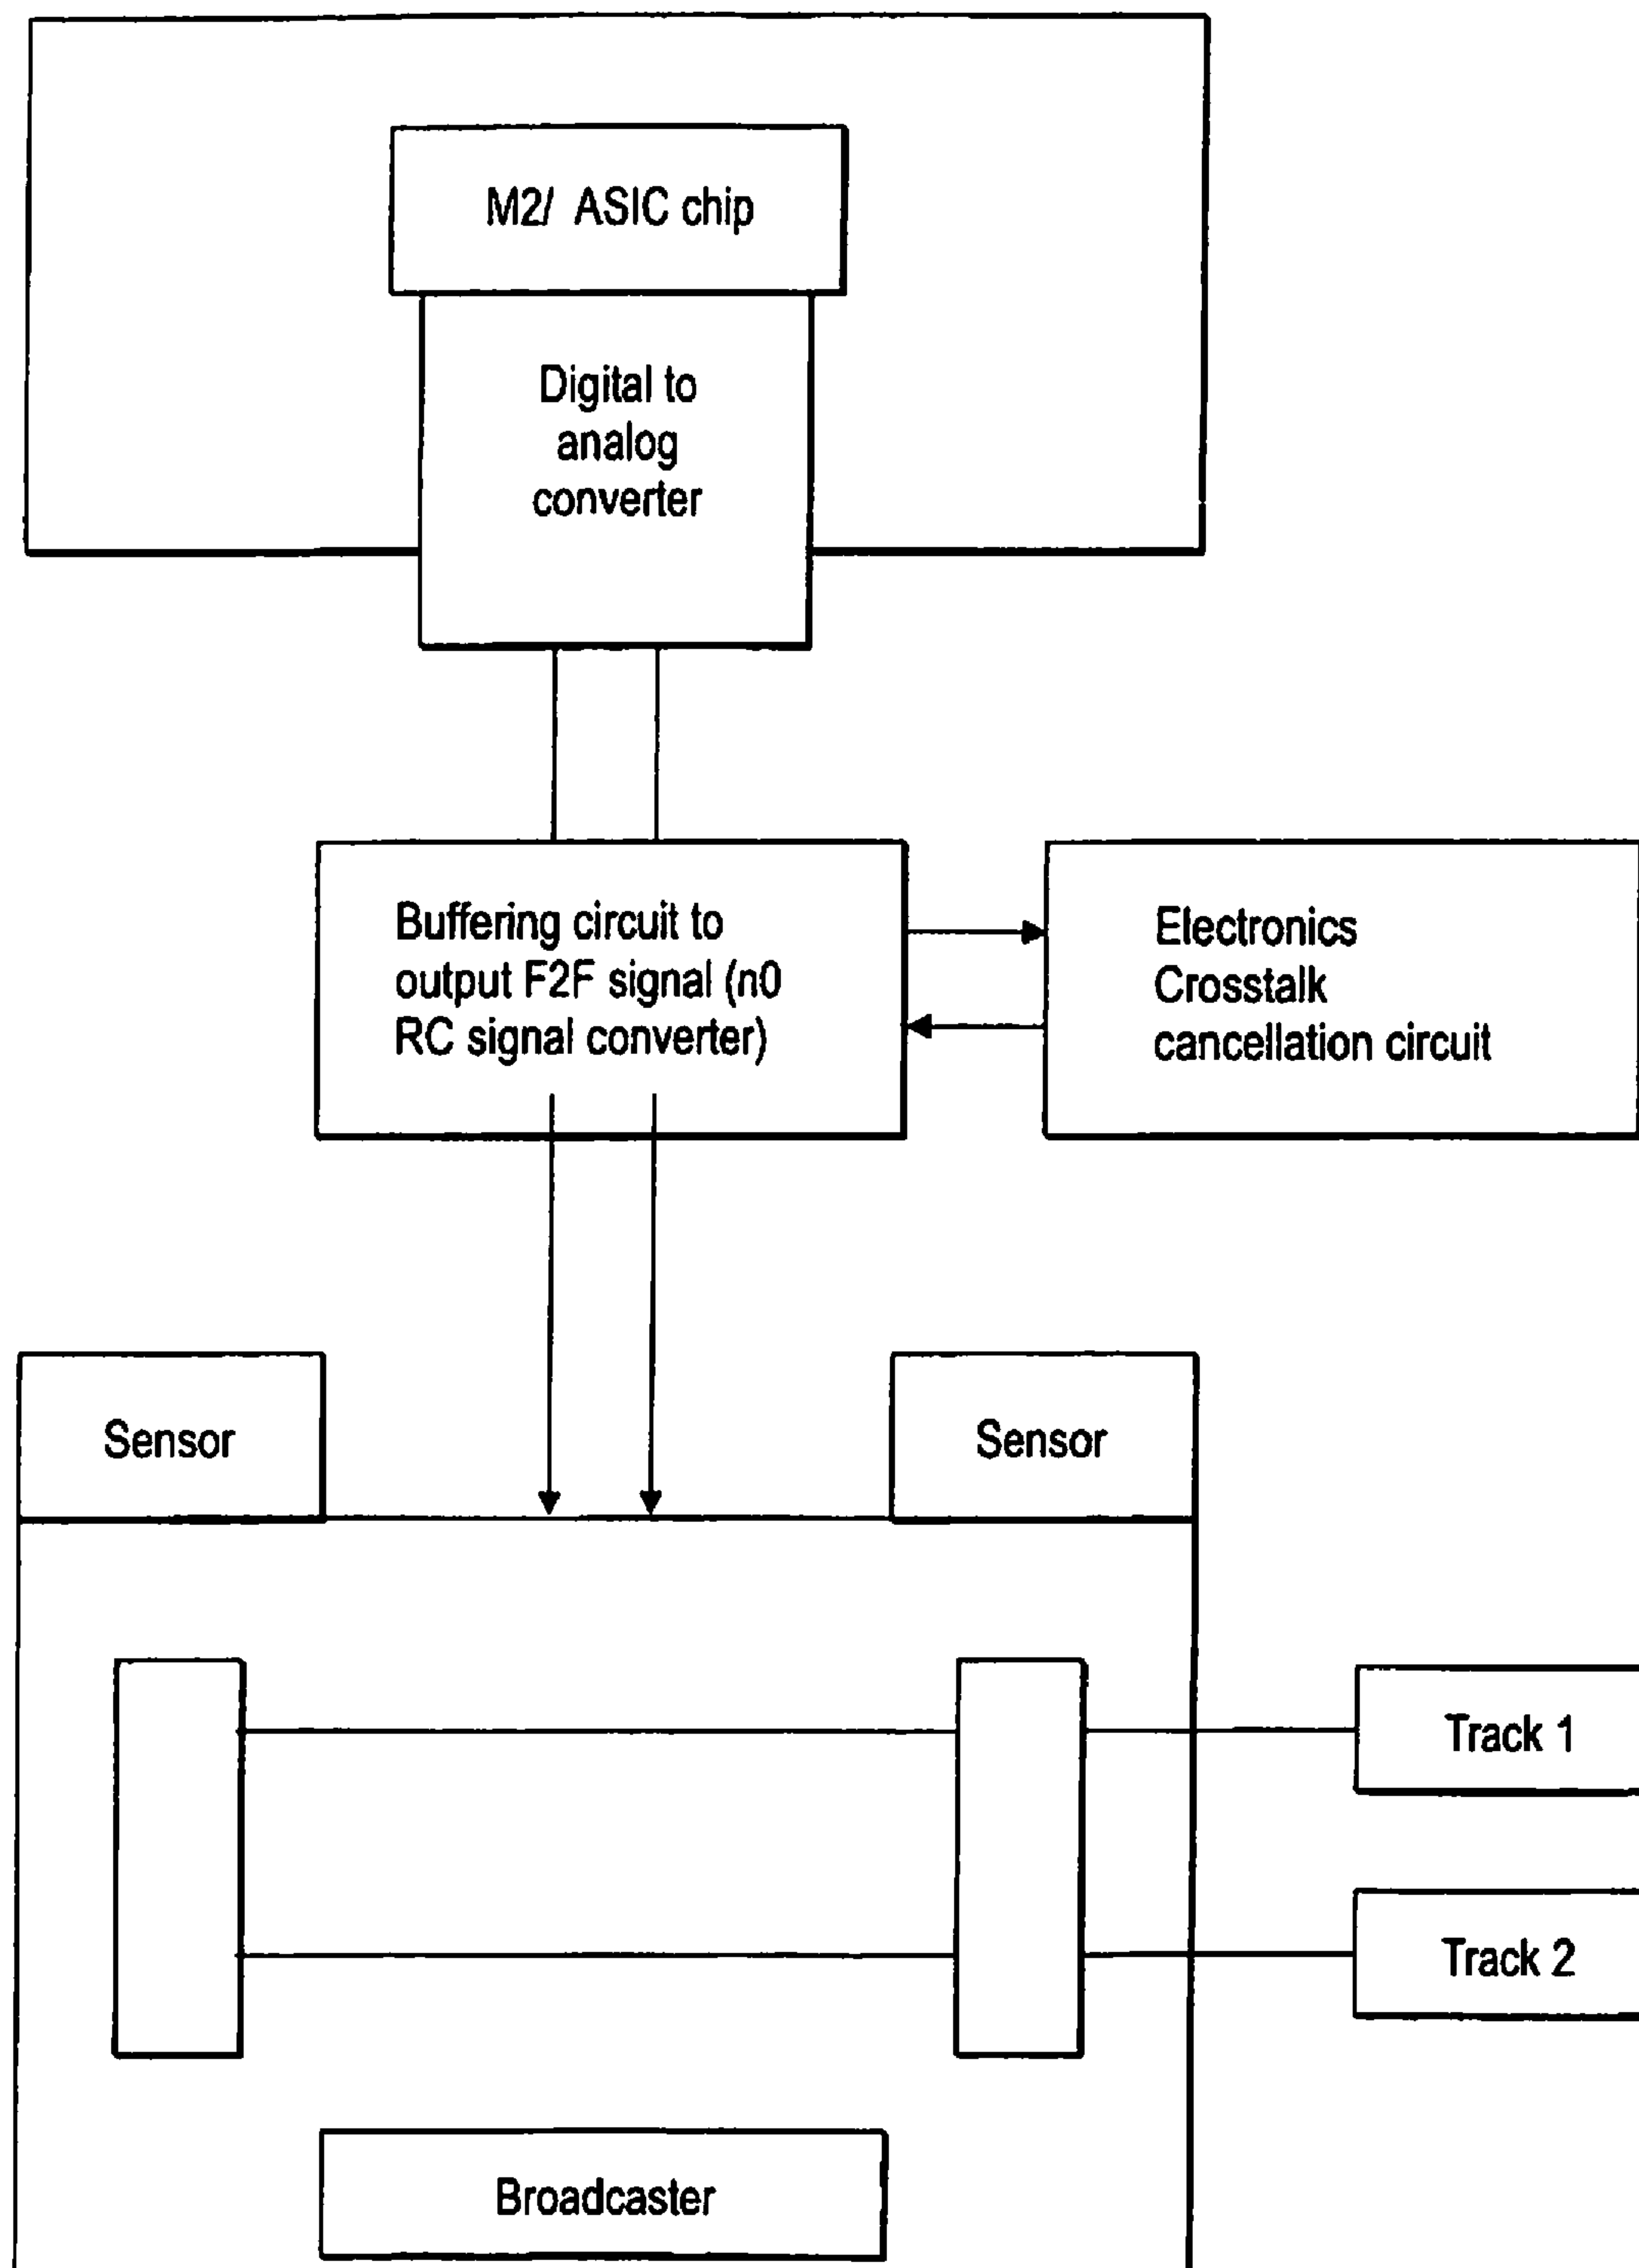 M2/ ASIC chip
Digital to
analog
converter
Buffering circuit to
output F2F signal (n0
RC signal converter)
Electronics
Crosstalk
cancellation circuit
Sensor
Sensor
Track 1
Track 2
Broadcaster